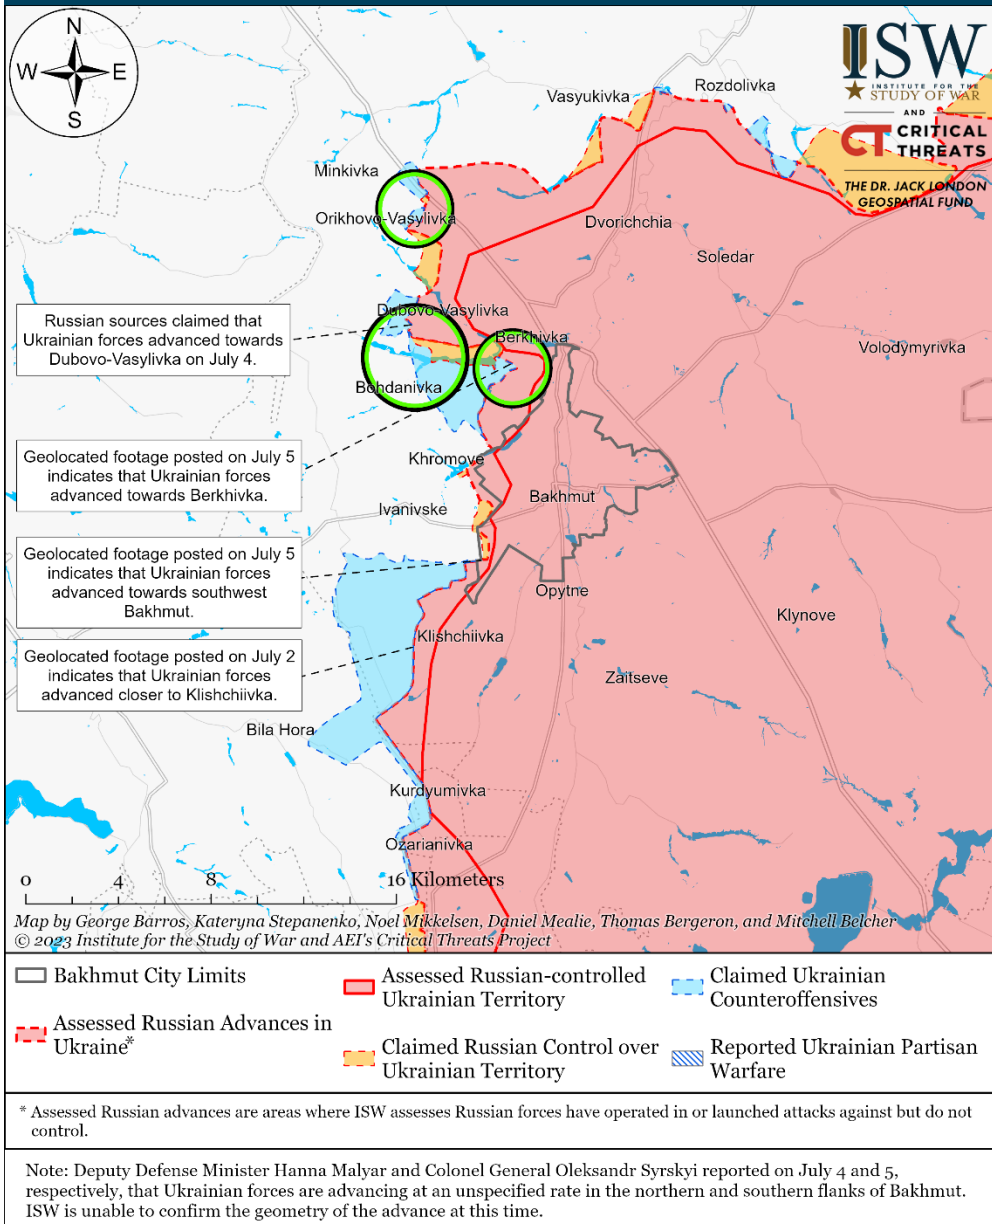 N
W
E
S
ISW
INSTITUTE FOR THE
STUDY OF WAR
AND
CT CRITICAL
THREATS
THE DR. JACK LONDON
GEOSPATIAL FUND
Vasyukivka
Rozdolivka
Minkivka
Orikhovo-Vasylivka
Dvorichchia
Soledar
Dubovo-Vasylivka
Berkhivka
Volodymyrivka
Bohdanivka
Khromove
Bakhmut
Ivanivske
Opytne
Klishchiivka
Klynove
Zaitseve
Bila Hora
Kurdyumivka
Ozarianivka
Russian sources claimed that
Ukrainian forces advanced towards
Dubovo-Vasylivka on July 4.
Geolocated footage posted on July 5
indicates that Ukrainian forces
advanced towards Berkhivka.
Geolocated footage posted on July 5
indicates that Ukrainian forces
advanced towards southwest
Bakhmut.
Geolocated footage posted on July 2
indicates that Ukrainian forces
advanced closer to Klishchiivka.
0 4 8 16 Kilometers
Map by George Barros, Kateryna Stepanenko, Noel Mikkelsen, Daniel Mealie, Thomas Bergeron, and Mitchell Belcher
© 2023 Institute for the Study of War and AEI's Critical Threats Project
Bakhmut City Limits
Assessed Russian Advances in
Ukraine*
Assessed Russian-controlled
Ukrainian Territory
Claimed Russian Control over
Ukrainian Territory
Claimed Ukrainian
Counteroffensives
Reported Ukrainian Partisan
Warfare
* Assessed Russian advances are areas where ISW assesses Russian forces have operated in or launched attacks against but do not
control.
Note: Deputy Defense Minister Hanna Malyar and Colonel General Oleksandr Syrskyi reported on July 4 and 5,
respectively, that Ukrainian forces are advancing at an unspecified rate in the northern and southern flanks of Bakhmut.
ISW is unable to confirm the geometry of the advance at this time.